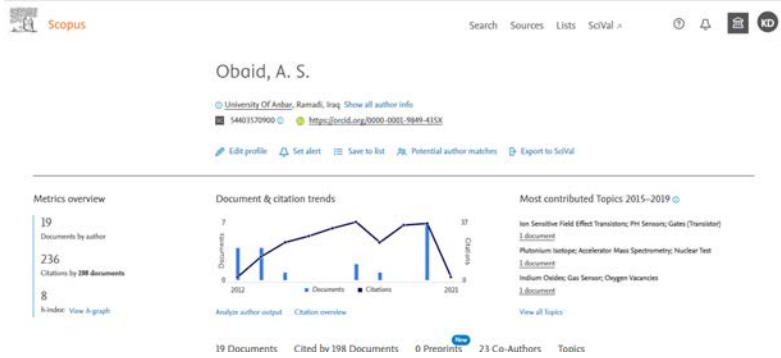 Scopus
Search Sources Lists SciVal
KD
Obaid, A. S.
University Of Anbar, Ramadi, Iraq Show all author info
SC 54403570900 iD https://orcid.org/0000-0001-9849-435X
Edit profile Set alert Save to list Potential author matches Export to SciVal
Metrics overview
19
Documents by author
236
Citations by 198 documents
8
h-index: View h-graph
Document & citation trends
7
37
Documents
Citations
0
0
2012
2021
Documents Citations
Analyze author output Citation overview
Most contributed Topics 2015–2019
Ion Sensitive Field Effect Transistors; PH Sensors; Gates (Transistor)
1 document
Plutonium Isotope; Accelerator Mass Spectrometry; Nuclear Test
1 document
Indium Oxides; Gas Sensor; Oxygen Vacancies
1 document
View all Topics
New
19 Documents Cited by 198 Documents 0 Preprints 23 Co-Authors Topics